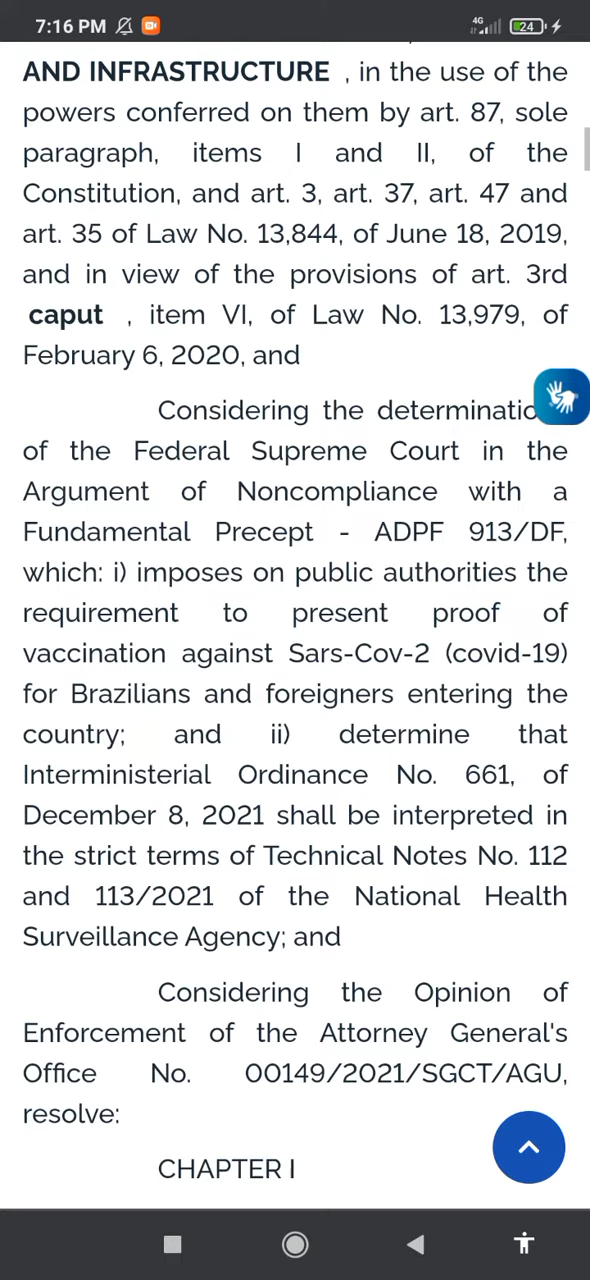 7:16 PM
4G
24
AND INFRASTRUCTURE , in the use of the
powers conferred on them by art. 87, sole
paragraph, items I and II, of the
Constitution, and art. 3, art. 37, art. 47 and
art. 35 of Law No. 13,844, of June 18, 2019,
and in view of the provisions of art. 3rd
caput , item VI, of Law No. 13,979, of
February 6, 2020, and
Considering the determinatio
of the Federal Supreme Court in the
Argument of Noncompliance with a
Fundamental Precept - ADPF 913/DF,
which: i) imposes on public authorities the
requirement to present proof of
vaccination against Sars-Cov-2 (covid-19)
for Brazilians and foreigners entering the
country; and ii) determine that
Interministerial Ordinance No. 661, of
December 8, 2021 shall be interpreted in
the strict terms of Technical Notes No. 112
and 113/2021 of the National Health
Surveillance Agency; and
Considering the Opinion of
Enforcement of the Attorney General's
Office No. 00149/2021/SGCT/AGU,
resolve:
CHAPTER I